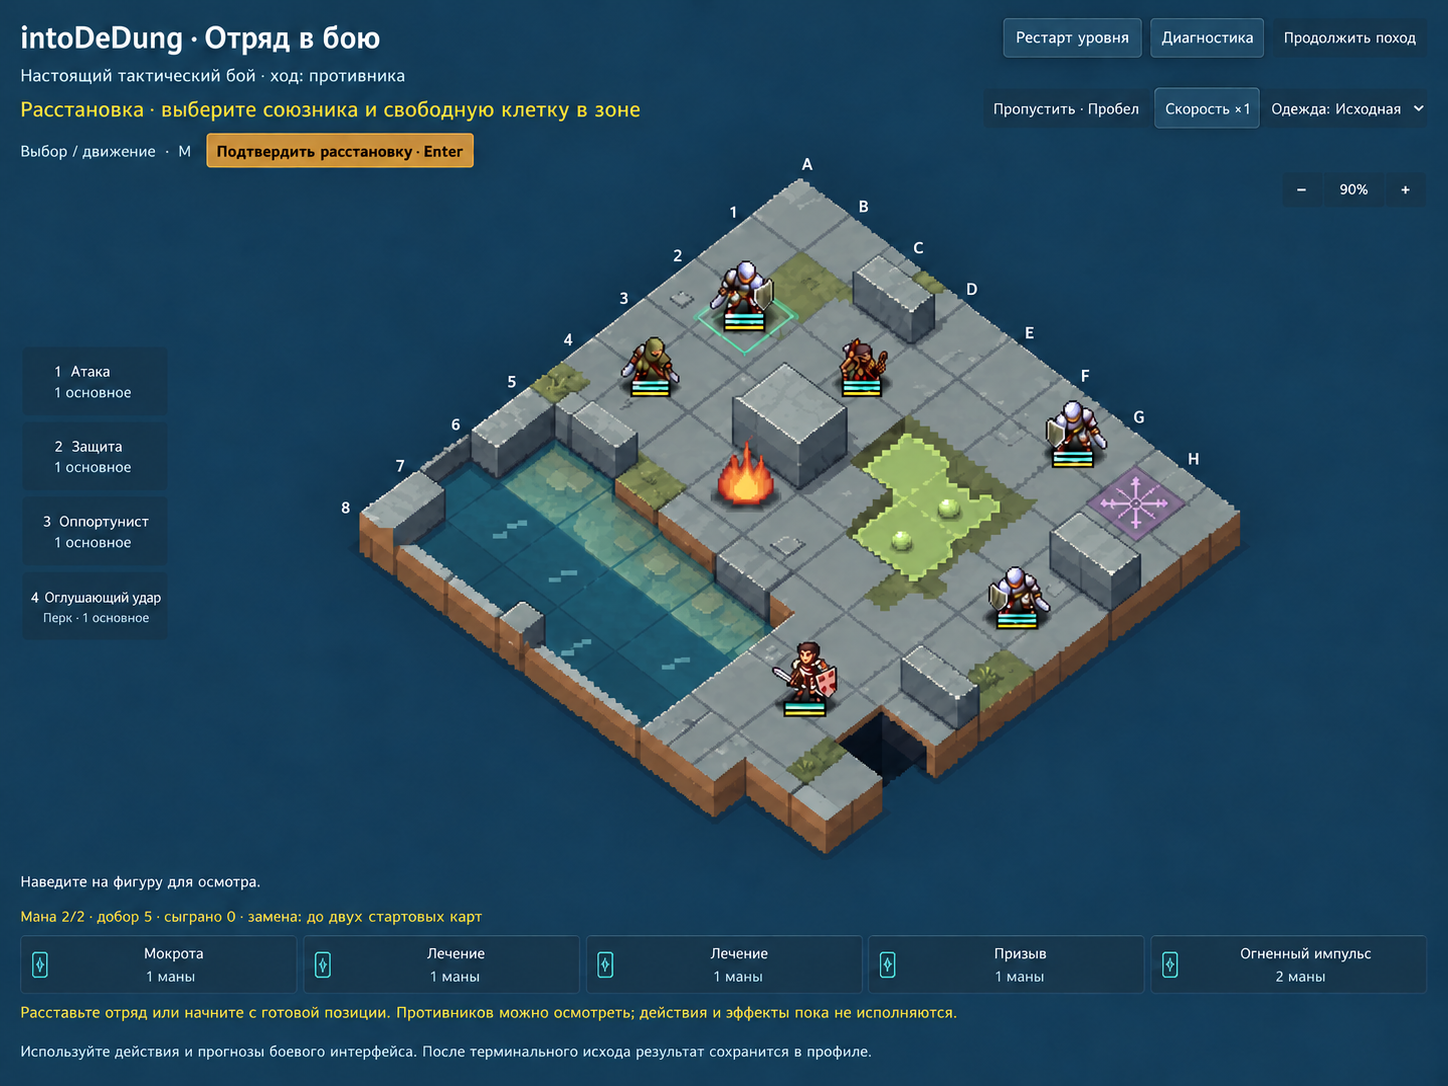 intoDeDung · Отряд в бою
Рестарт уровня
Диагностика
Продолжить поход
Настоящий тактический бой · ход: противника
Расстановка · выберите союзника и свободную клетку в зоне
Пропустить · Пробел
Скорость ×1
Одежда: Исходная
Выбор / движение · M
Подтвердить расстановку · Enter
− 90% +
A
B
C
D
E
F
G
H
1
2
3
4
5
6
7
8
1 Атака
1 основное
2 Защита
1 основное
3 Оппортунист
1 основное
4 Оглушающий удар
Перк · 1 основное
Наведите на фигуру для осмотра.
Мана 2/2 · добор 5 · сыграно 0 · замена: до двух стартовых карт
Мокрота
1 маны
Лечение
1 маны
Лечение
1 маны
Призыв
1 маны
Огненный импульс
2 маны
Расставьте отряд или начните с готовой позиции. Противников можно осмотреть; действия и эффекты пока не исполняются.
Используйте действия и прогнозы боевого интерфейса. После терминального исхода результат сохранится в профиле.